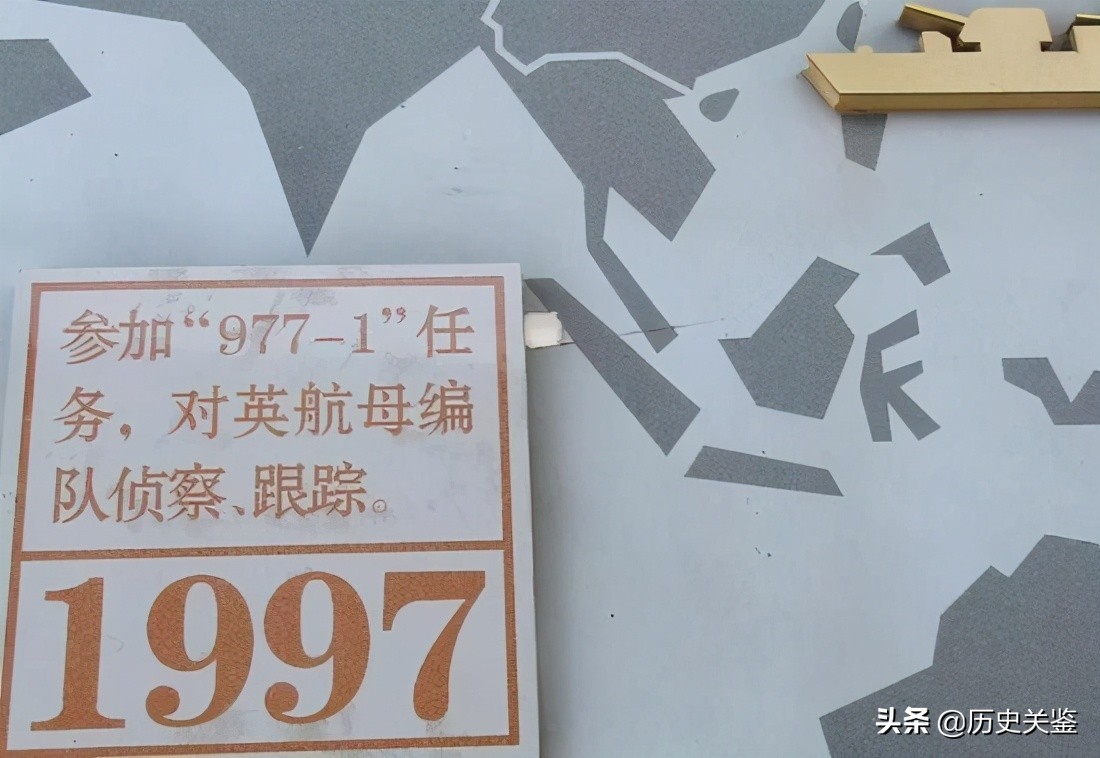 参加“977-1”任
务，对英航母编
队侦察、跟踪。
1997
头条 @历史关鉴